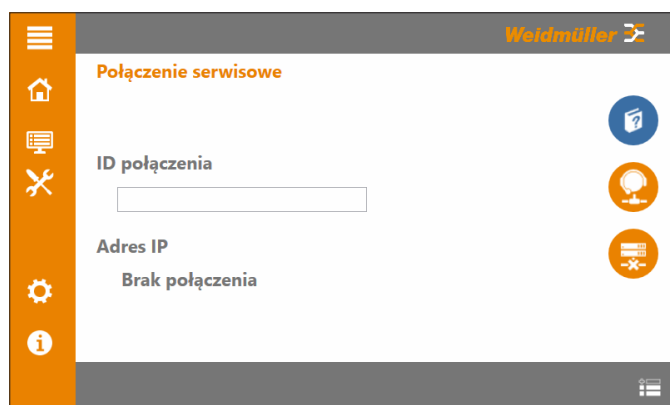 Weidmüller
Połączenie serwisowe
ID połączenia
Adres IP
Brak połączenia